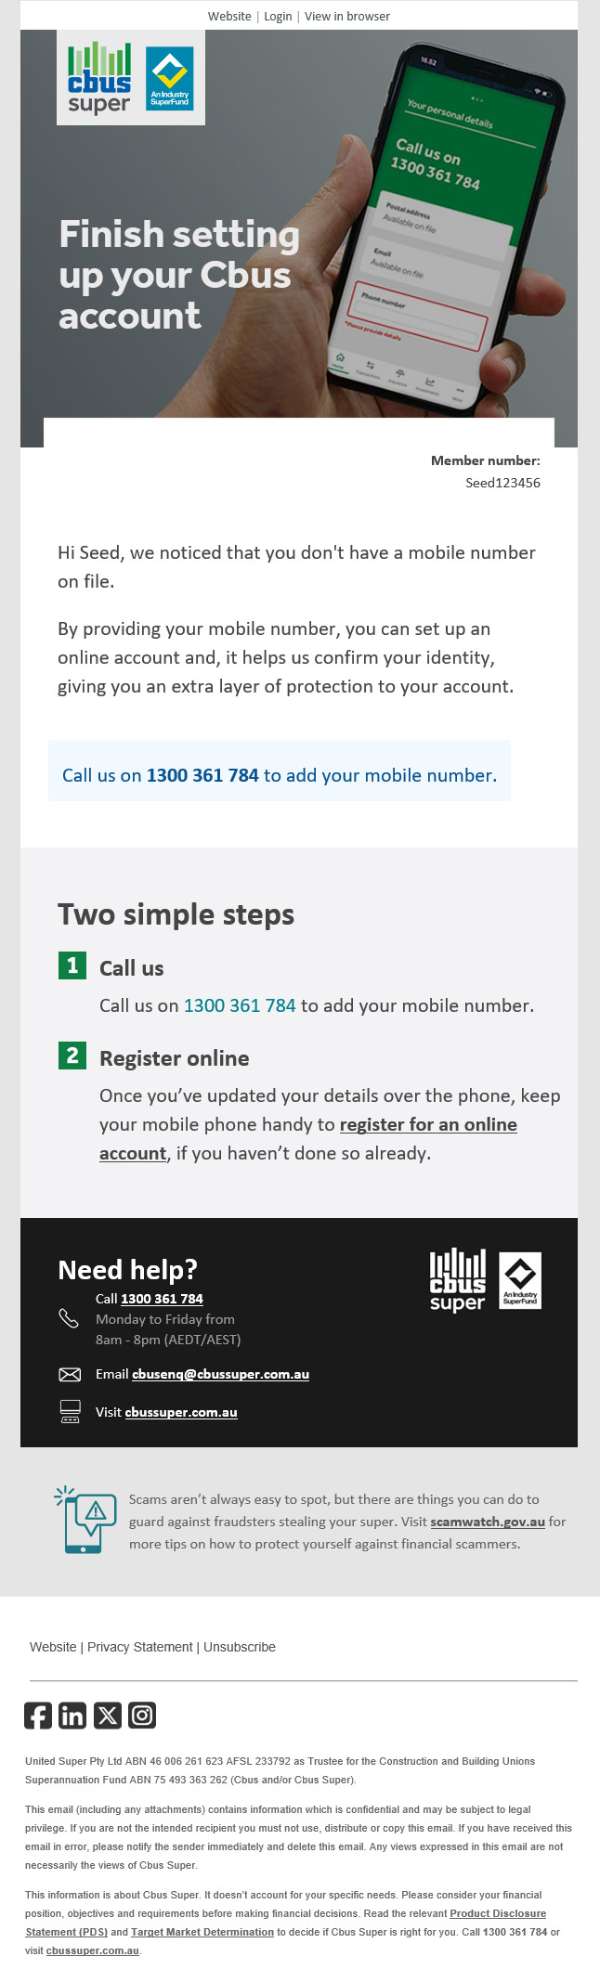 Website | Login | View in browser
cbus
super
An Industry
SuperFund
16.02
Your personal details
Call us on
1300 361 784
Postal address
Available on file
Email
Available on file
Phone number
*Please provide details
Finish setting
up your Cbus
account
Member number:
Seed123456
Hi Seed, we noticed that you don't have a mobile number
on file.
By providing your mobile number, you can set up an
online account and, it helps us confirm your identity,
giving you an extra layer of protection to your account.
Call us on 1300 361 784 to add your mobile number.
Two simple steps
1 Call us
Call us on 1300 361 784 to add your mobile number.
2 Register online
Once you’ve updated your details over the phone, keep
your mobile phone handy to register for an online
account, if you haven’t done so already.
Need help?
Call 1300 361 784
Monday to Friday from
8am - 8pm (AEDT/AEST)
Email cbusenq@cbussuper.com.au
Visit cbussuper.com.au
cbus
super
An Industry
SuperFund
Scams aren’t always easy to spot, but there are things you can do to
guard against fraudsters stealing your super. Visit scamwatch.gov.au for
more tips on how to protect yourself against financial scammers.
Website | Privacy Statement | Unsubscribe
United Super Pty Ltd ABN 46 006 261 623 AFSL 233792 as Trustee for the Construction and Building Unions
Superannuation Fund ABN 75 493 363 262 (Cbus and/or Cbus Super).
This email (including any attachments) contains information which is confidential and may be subject to legal
privilege. If you are not the intended recipient you must not use, distribute or copy this email. If you have received this
email in error, please notify the sender immediately and delete this email. Any views expressed in this email are not
necessarily the views of Cbus Super.
This information is about Cbus Super. It doesn’t account for your specific needs. Please consider your financial
position, objectives and requirements before making financial decisions. Read the relevant Product Disclosure
Statement (PDS) and Target Market Determination to decide if Cbus Super is right for you. Call 1300 361 784 or
visit cbussuper.com.au.